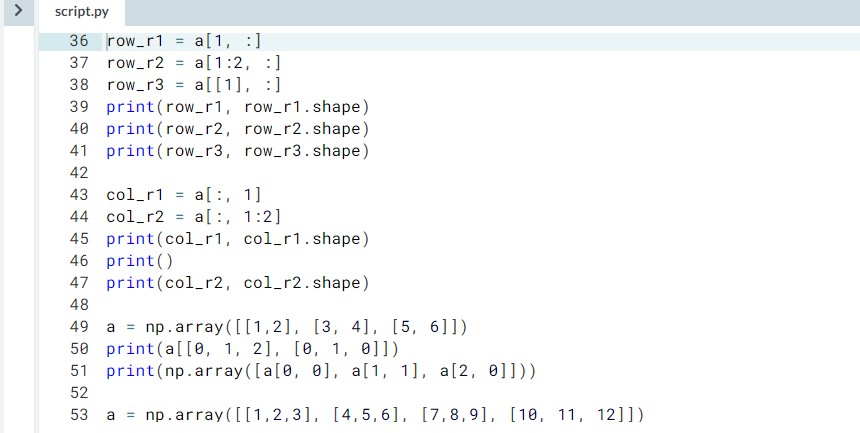 script.py
36 row_r1 = a[1, :]
37 row_r2 = a[1:2, :]
38 row_r3 = a[[1], :]
39 print(row_r1, row_r1.shape)
40 print(row_r2, row_r2.shape)
41 print(row_r3, row_r3.shape)
42
43 col_r1 = a[:, 1]
44 col_r2 = a[:, 1:2]
45 print(col_r1, col_r1.shape)
46 print()
47 print(col_r2, col_r2.shape)
48
49 a = np.array([[1,2], [3, 4], [5, 6]])
50 print(a[[0, 1, 2], [0, 1, 0]])
51 print(np.array([a[0, 0], a[1, 1], a[2, 0]]))
52
53 a = np.array([[1,2,3], [4,5,6], [7,8,9], [10, 11, 12]])